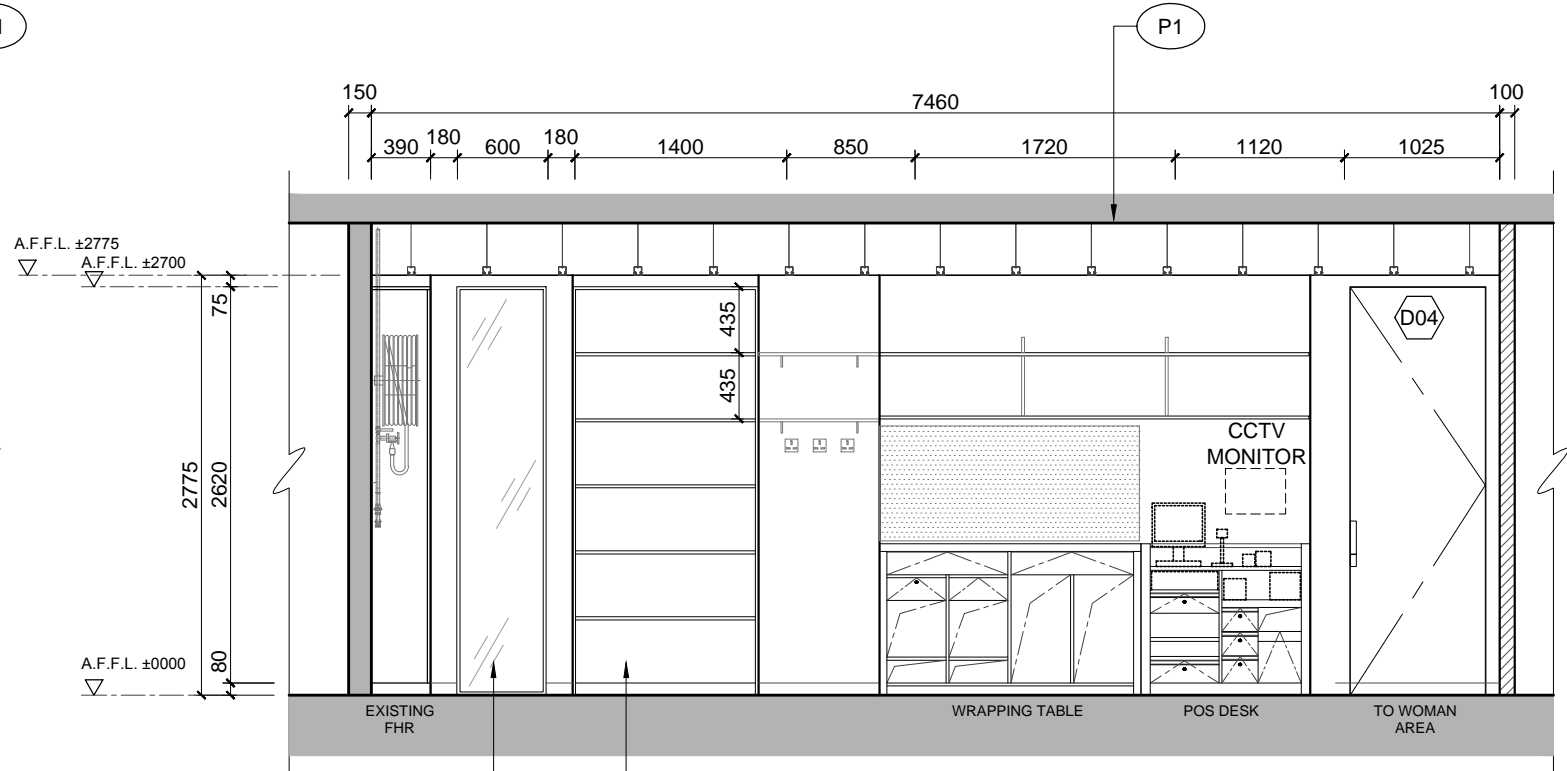 P1
150
7460
100
390
180
600
180
1400
850
1720
1120
1025
A.F.F.L. ±2775
A.F.F.L. ±2700
75
435
D04
435
CCTV
MONITOR
2775
2620
A.F.F.L. ±0000
80
EXISTING
FHR
WRAPPING TABLE
POS DESK
TO WOMAN
AREA